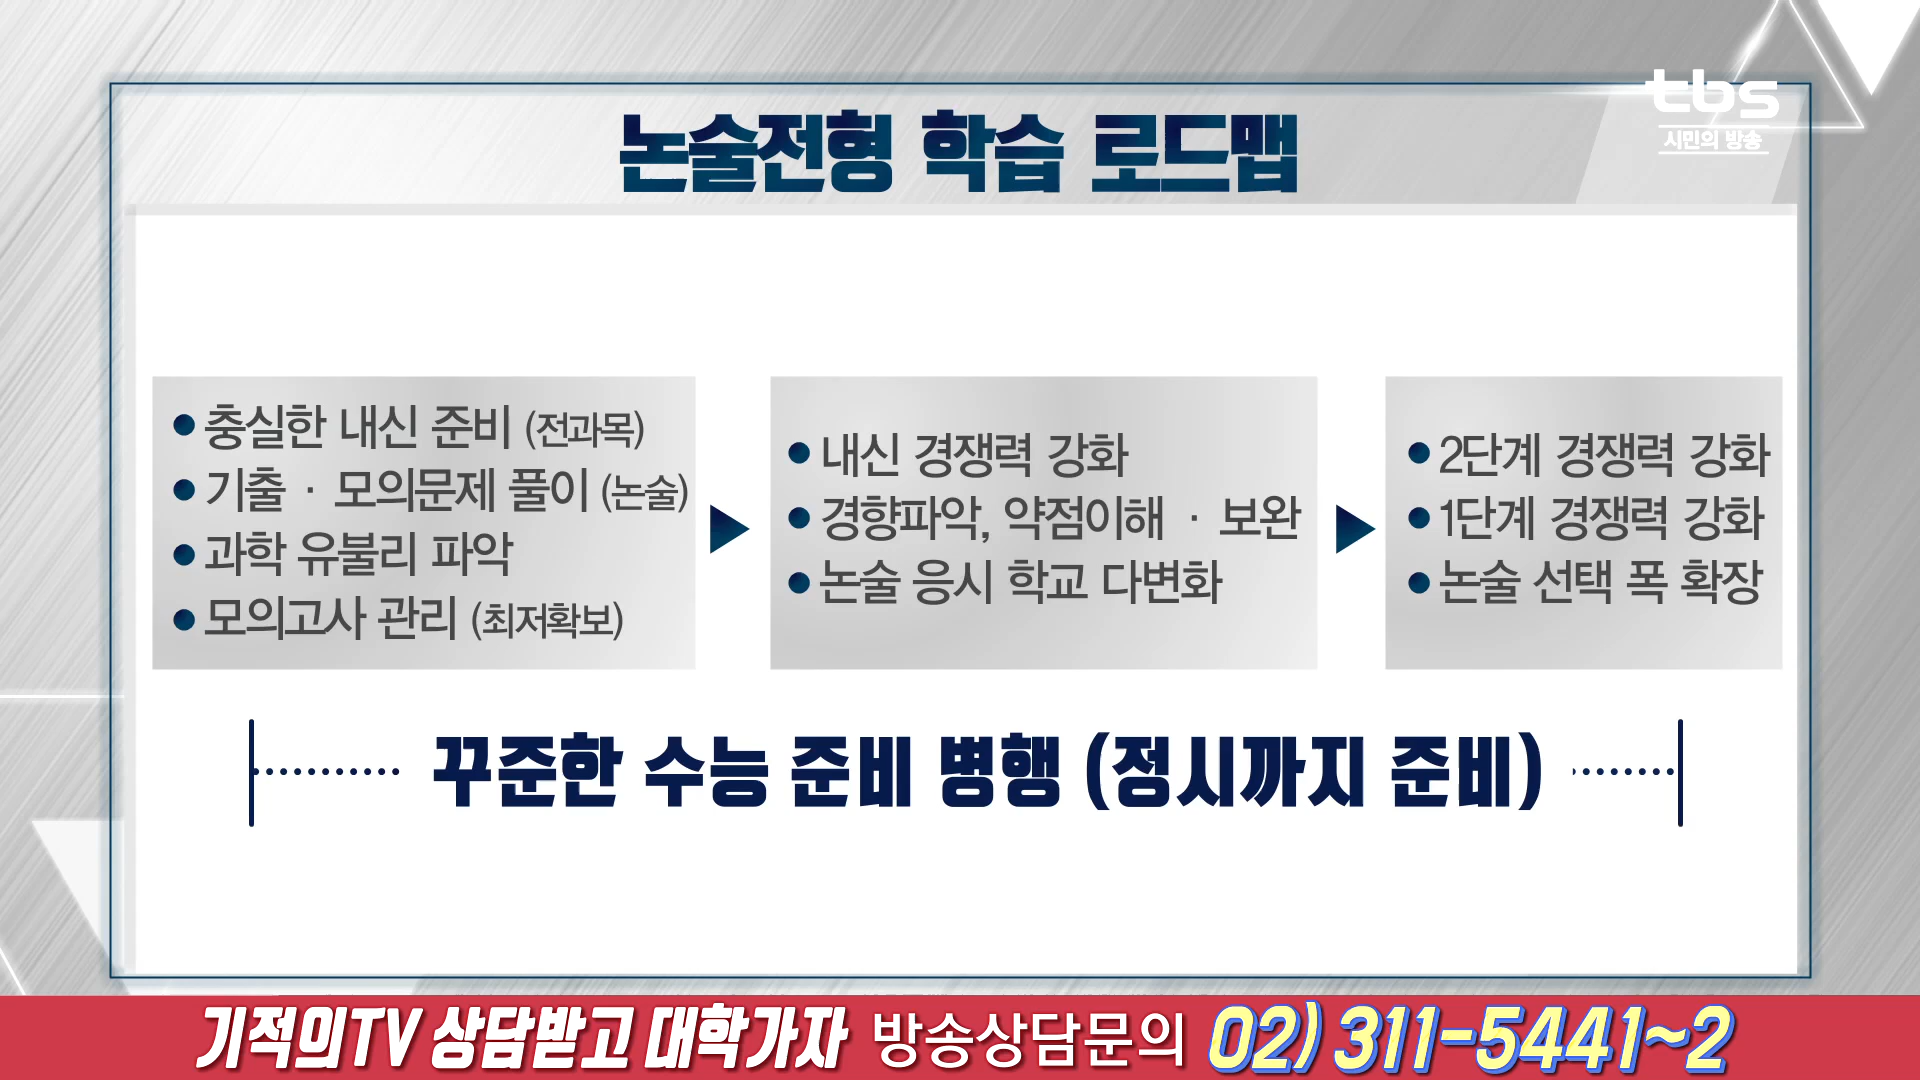 tbs
시민의 방송
논술전형 학습 로드맵
● 충실한 내신 준비 (전과목)
● 기출 · 모의문제 풀이 (논술)
● 과학 유불리 파악
● 모의고사 관리 (최저확보)
● 내신 경쟁력 강화
● 경향파악, 약점이해 · 보완
● 논술 응시 학교 다변화
● 2단계 경쟁력 강화
● 1단계 경쟁력 강화
● 논술 선택 폭 확장
꾸준한 수능 준비 병행 (정시까지 준비)
기적의TV 상담받고 대학가자 방송상담문의 02) 311-5441~2